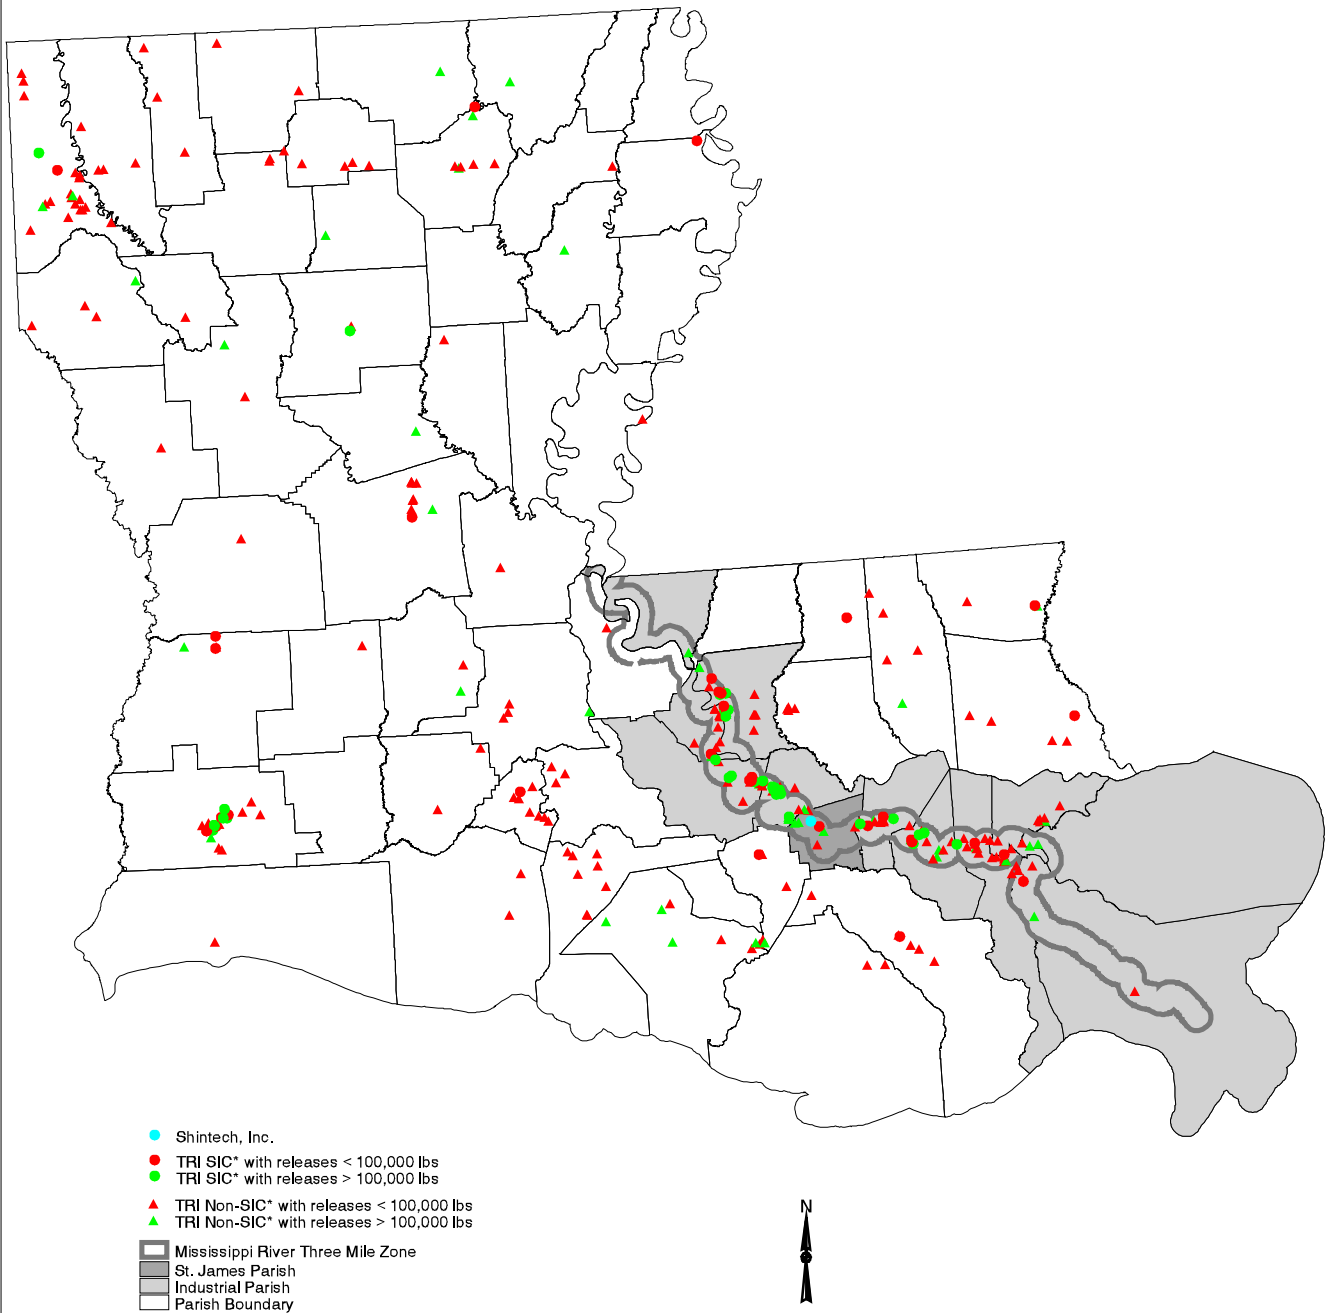 Shintech, Inc.
TRI SIC* with releases < 100,000 lbs
TRI SIC* with releases > 100,000 lbs
TRI Non-SIC* with releases < 100,000 lbs
TRI Non-SIC* with releases > 100,000 lbs
N
Mississippi River Three Mile Zone
St. James Parish
Industrial Parish
Parish Boundary